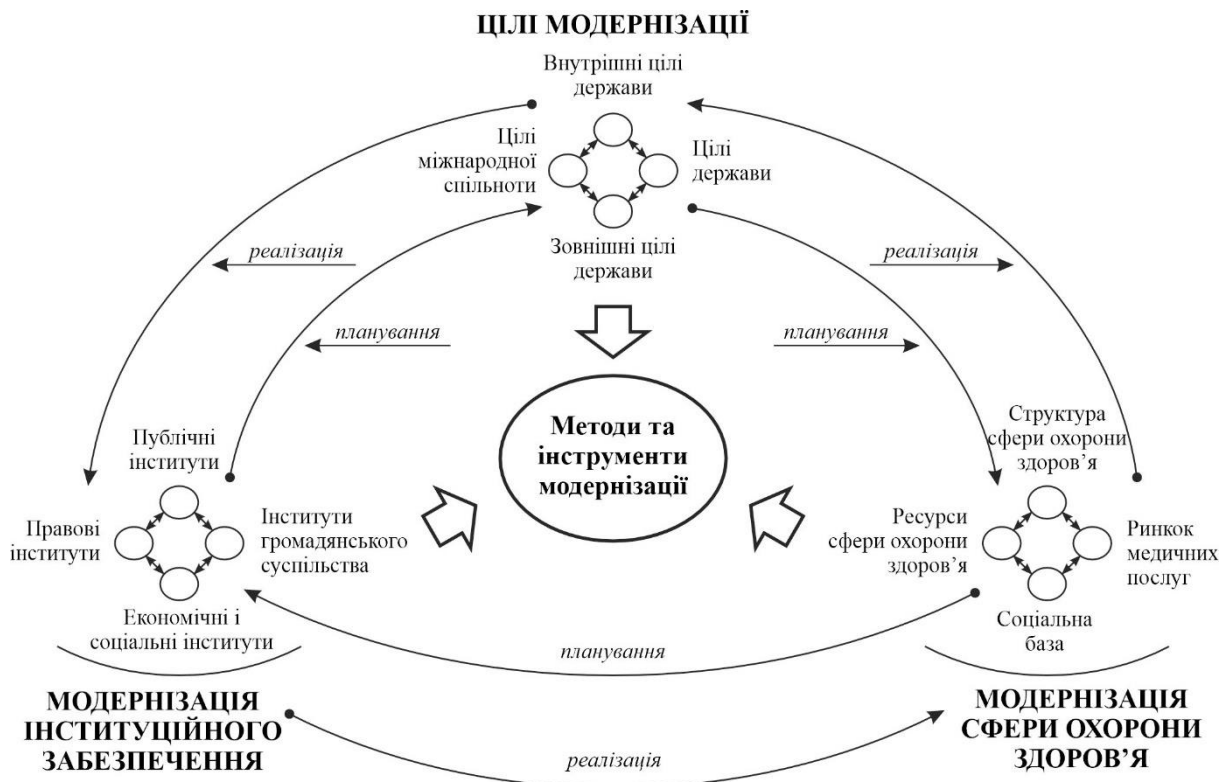 ЦІЛІ МОДЕРНІЗАЦІЇ
Внутрішні цілі
держави
Цілі
міжнародної
спільноти
Цілі
держави
Зовнішні цілі
держави
реалізація
реалізація
планування
планування
Методи та
інструменти
модернізації
Публічні
інститути
Правові
інститути
Інститути
громадянського
суспільства
Економічні і
соціальні інститути
Структура
сфери охорони
здоров’я
Ресурси
сфери охорони
здоров’я
Ринкок
медичних
послуг
Соціальна
база
планування
МОДЕРНІЗАЦІЯ
ІНСТИТУЦІЙНОГО
ЗАБЕЗПЕЧЕННЯ
МОДЕРНІЗАЦІЯ
СФЕРИ ОХОРОНИ
ЗДОРОВ’Я
реалізація